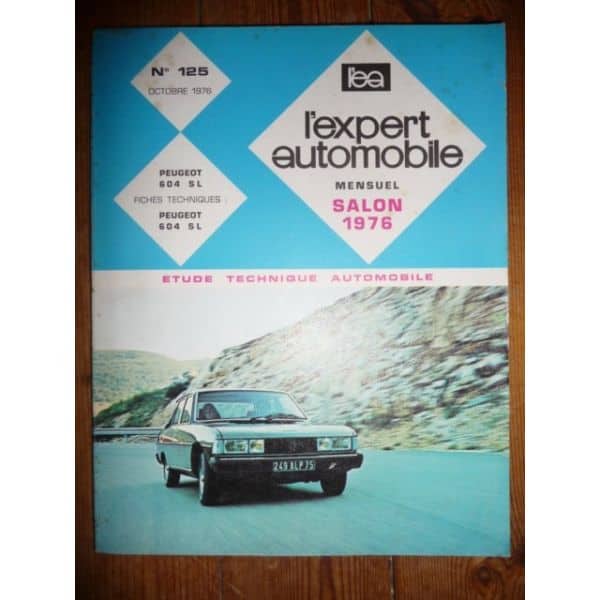 N° 125
OCTOBRE 1976
PEUGEOT
604 SL
FICHES TECHNIQUES :
PEUGEOT
604 SL
l'ea
l'expert
automobile
MENSUEL
SALON
1976
ETUDE TECHNIQUE AUTOMOBILE
249 ALP 75